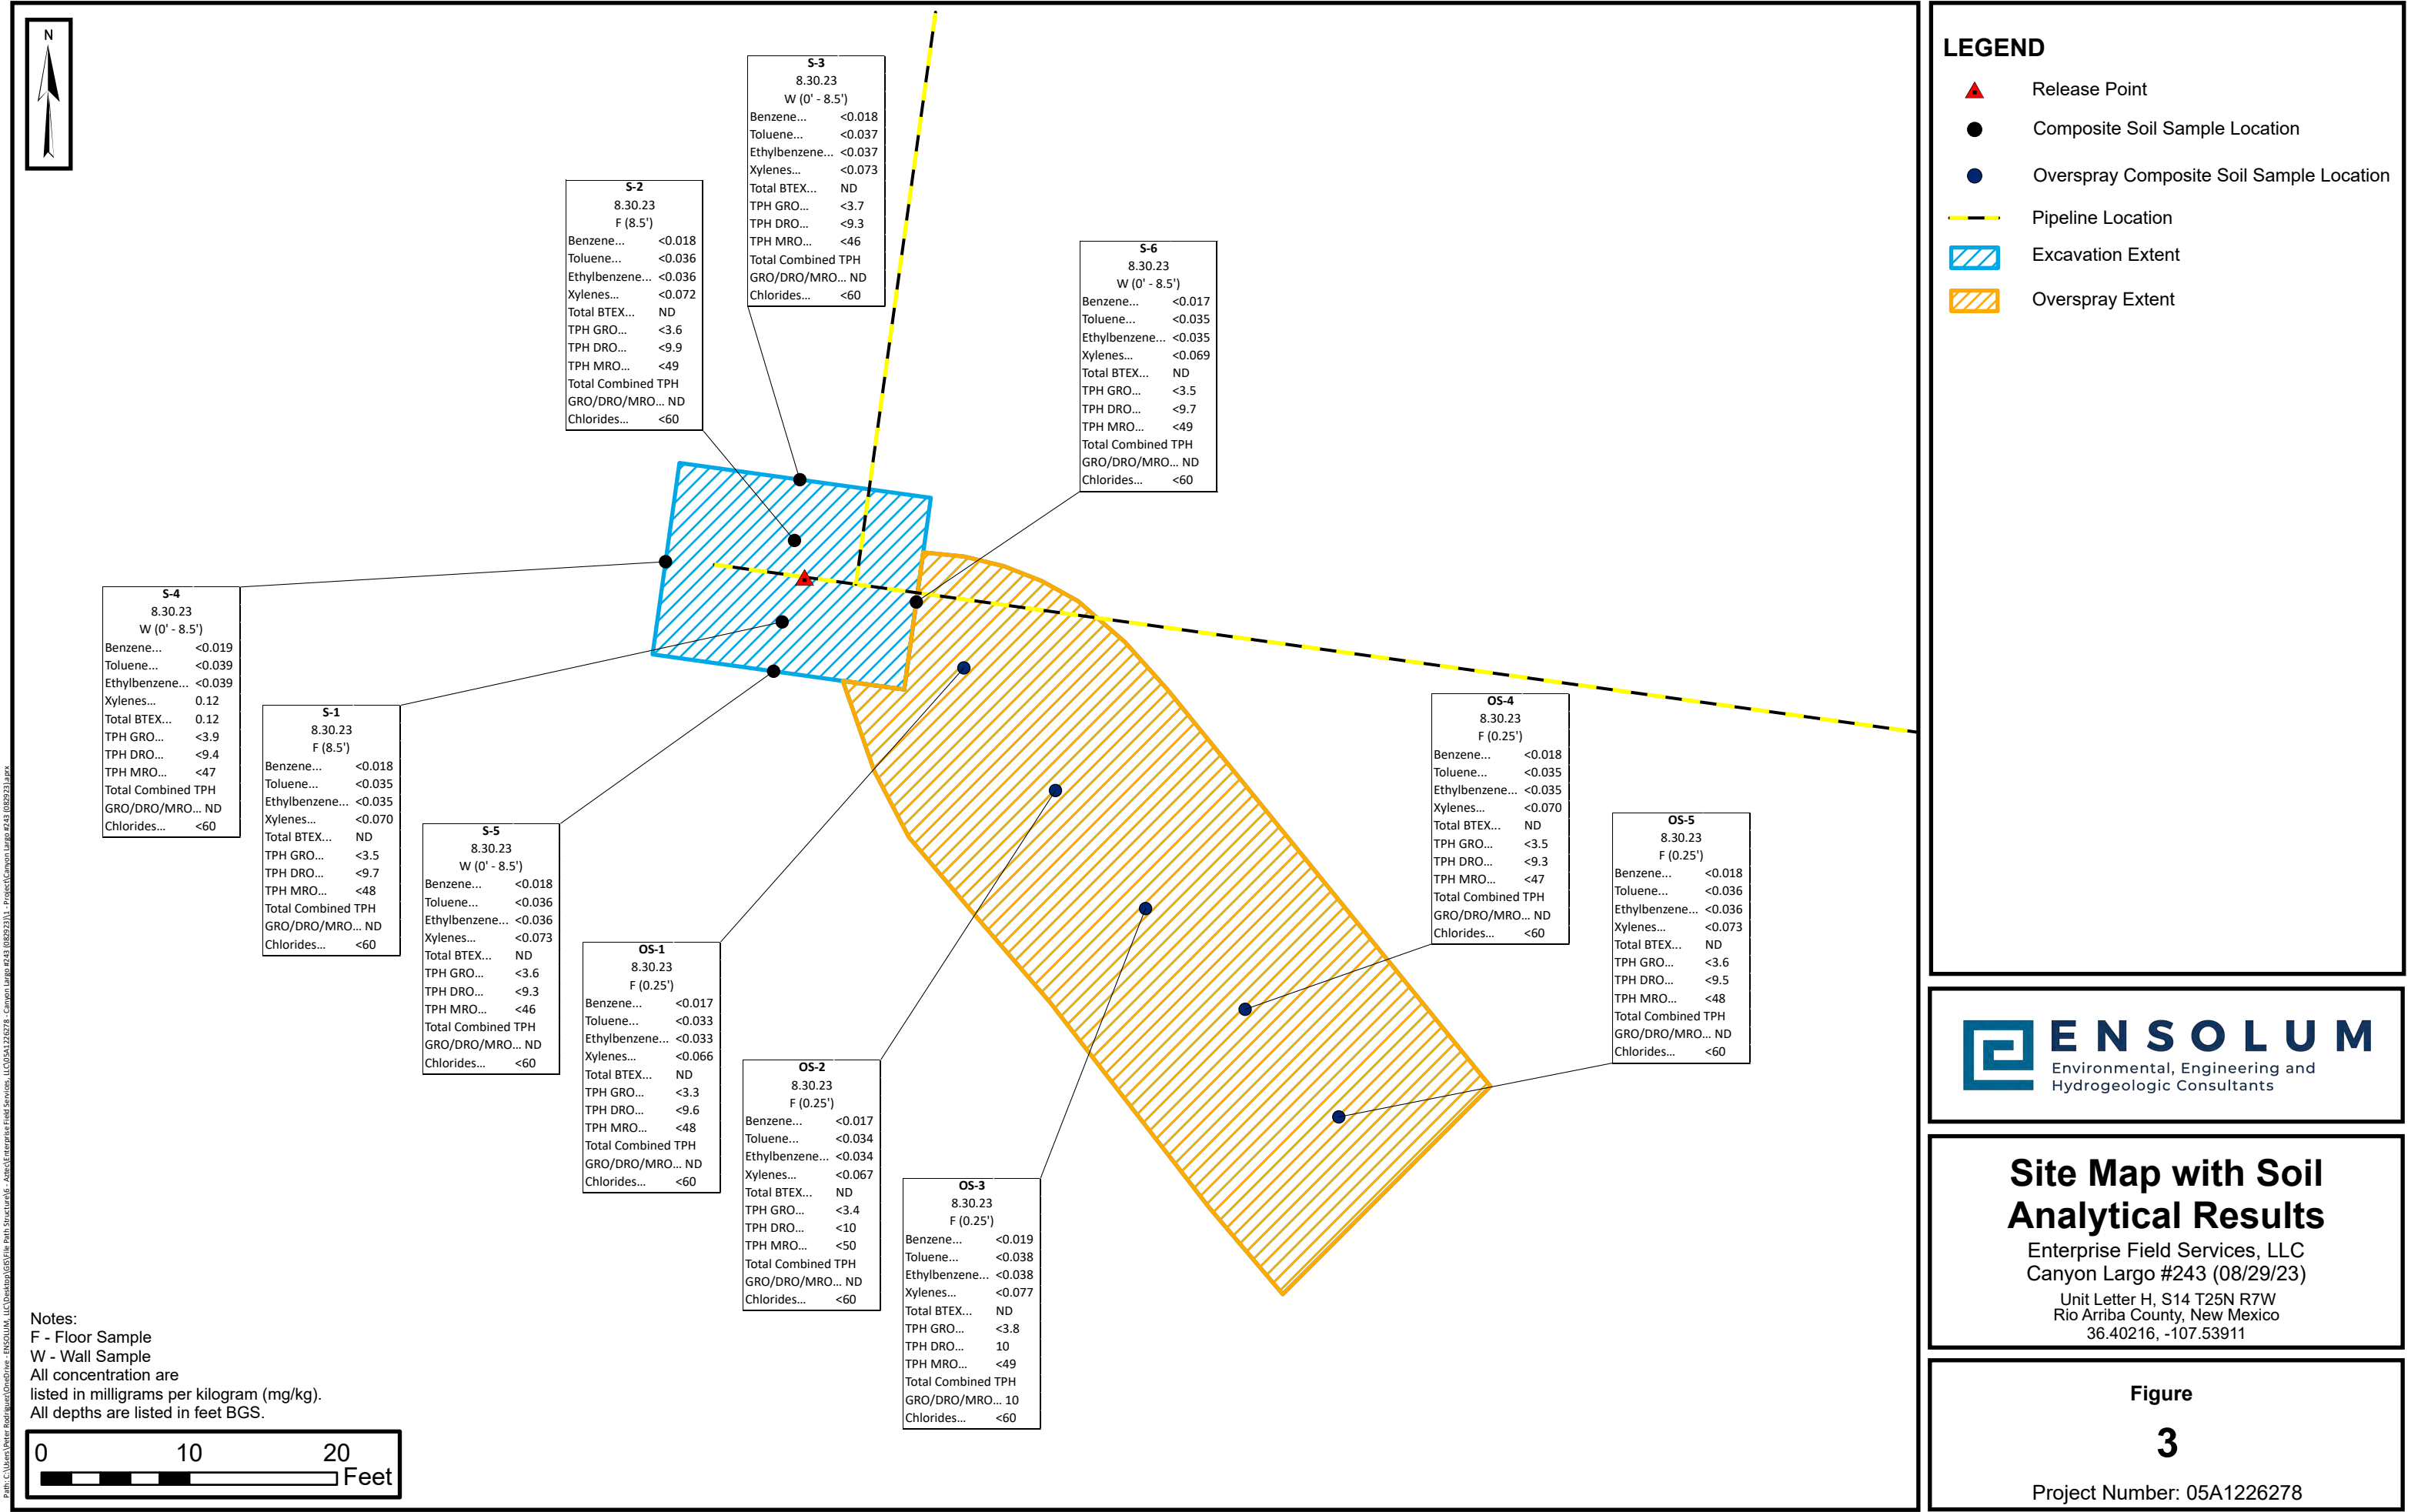 N
S-3
8.30.23
W (0' - 8.5')
Benzene... <0.018
Toluene... <0.037
Ethylbenzene... <0.037
Xylenes... <0.073
Total BTEX... ND
TPH GRO... <3.7
TPH DRO... <9.3
TPH MRO... <46
Total Combined TPH
GRO/DRO/MRO... ND
Chlorides... <60
S-2
8.30.23
F (8.5')
Benzene... <0.018
Toluene... <0.036
Ethylbenzene... <0.036
Xylenes... <0.072
Total BTEX... ND
TPH GRO... <3.6
TPH DRO... <9.9
TPH MRO... <49
Total Combined TPH
GRO/DRO/MRO... ND
Chlorides... <60
S-6
8.30.23
W (0' - 8.5')
Benzene... <0.017
Toluene... <0.035
Ethylbenzene... <0.035
Xylenes... <0.069
Total BTEX... ND
TPH GRO... <3.5
TPH DRO... <9.7
TPH MRO... <49
Total Combined TPH
GRO/DRO/MRO... ND
Chlorides... <60
S-4
8.30.23
W (0' - 8.5')
Benzene... <0.019
Toluene... <0.039
Ethylbenzene... <0.039
Xylenes... 0.12
Total BTEX... 0.12
TPH GRO... <3.9
TPH DRO... <9.4
TPH MRO... <47
Total Combined TPH
GRO/DRO/MRO... ND
Chlorides... <60
S-1
8.30.23
F (8.5')
Benzene... <0.018
Toluene... <0.035
Ethylbenzene... <0.035
Xylenes... <0.070
Total BTEX... ND
TPH GRO... <3.5
TPH DRO... <9.7
TPH MRO... <48
Total Combined TPH
GRO/DRO/MRO... ND
Chlorides... <60
S-5
8.30.23
W (0' - 8.5')
Benzene... <0.018
Toluene... <0.036
Ethylbenzene... <0.036
Xylenes... <0.073
Total BTEX... ND
TPH GRO... <3.6
TPH DRO... <9.3
TPH MRO... <46
Total Combined TPH
GRO/DRO/MRO... ND
Chlorides... <60
OS-1
8.30.23
F (0.25')
Benzene... <0.017
Toluene... <0.033
Ethylbenzene... <0.033
Xylenes... <0.066
Total BTEX... ND
TPH GRO... <3.3
TPH DRO... <9.6
TPH MRO... <48
Total Combined TPH
GRO/DRO/MRO... ND
Chlorides... <60
OS-2
8.30.23
F (0.25')
Benzene... <0.017
Toluene... <0.034
Ethylbenzene... <0.034
Xylenes... <0.067
Total BTEX... ND
TPH GRO... <3.4
TPH DRO... <10
TPH MRO... <50
Total Combined TPH
GRO/DRO/MRO... ND
Chlorides... <60
OS-3
8.30.23
F (0.25')
Benzene... <0.019
Toluene... <0.038
Ethylbenzene... <0.038
Xylenes... <0.077
Total BTEX... ND
TPH GRO... <3.8
TPH DRO... 10
TPH MRO... <49
Total Combined TPH
GRO/DRO/MRO... 10
Chlorides... <60
OS-4
8.30.23
F (0.25')
Benzene... <0.018
Toluene... <0.035
Ethylbenzene... <0.035
Xylenes... <0.070
Total BTEX... ND
TPH GRO... <3.5
TPH DRO... <9.3
TPH MRO... <47
Total Combined TPH
GRO/DRO/MRO... ND
Chlorides... <60
OS-5
8.30.23
F (0.25')
Benzene... <0.018
Toluene... <0.036
Ethylbenzene... <0.036
Xylenes... <0.073
Total BTEX... ND
TPH GRO... <3.6
TPH DRO... <9.5
TPH MRO... <48
Total Combined TPH
GRO/DRO/MRO... ND
Chlorides... <60
Notes:
F - Floor Sample
W - Wall Sample
All concentration are
listed in milligrams per kilogram (mg/kg).
All depths are listed in feet BGS.
0 10 20
Feet
LEGEND
Release Point
Composite Soil Sample Location
Overspray Composite Soil Sample Location
Pipeline Location
Excavation Extent
Overspray Extent
ENSOLUM
Environmental, Engineering and
Hydrogeologic Consultants
Site Map with Soil
Analytical Results
Enterprise Field Services, LLC
Canyon Largo #243 (08/29/23)
Unit Letter H, S14 T25N R7W
Rio Arriba County, New Mexico
36.40216, -107.53911
Figure
3
Project Number: 05A1226278